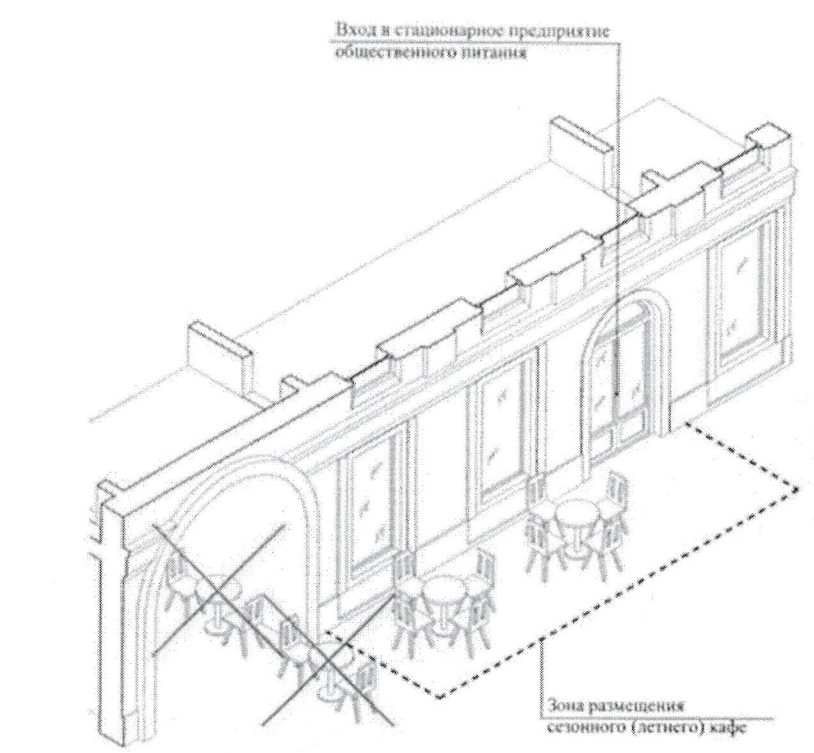 Вход в стационарное предприятие
общественного питания
Зона размещения
сезонного (летнего) кафе